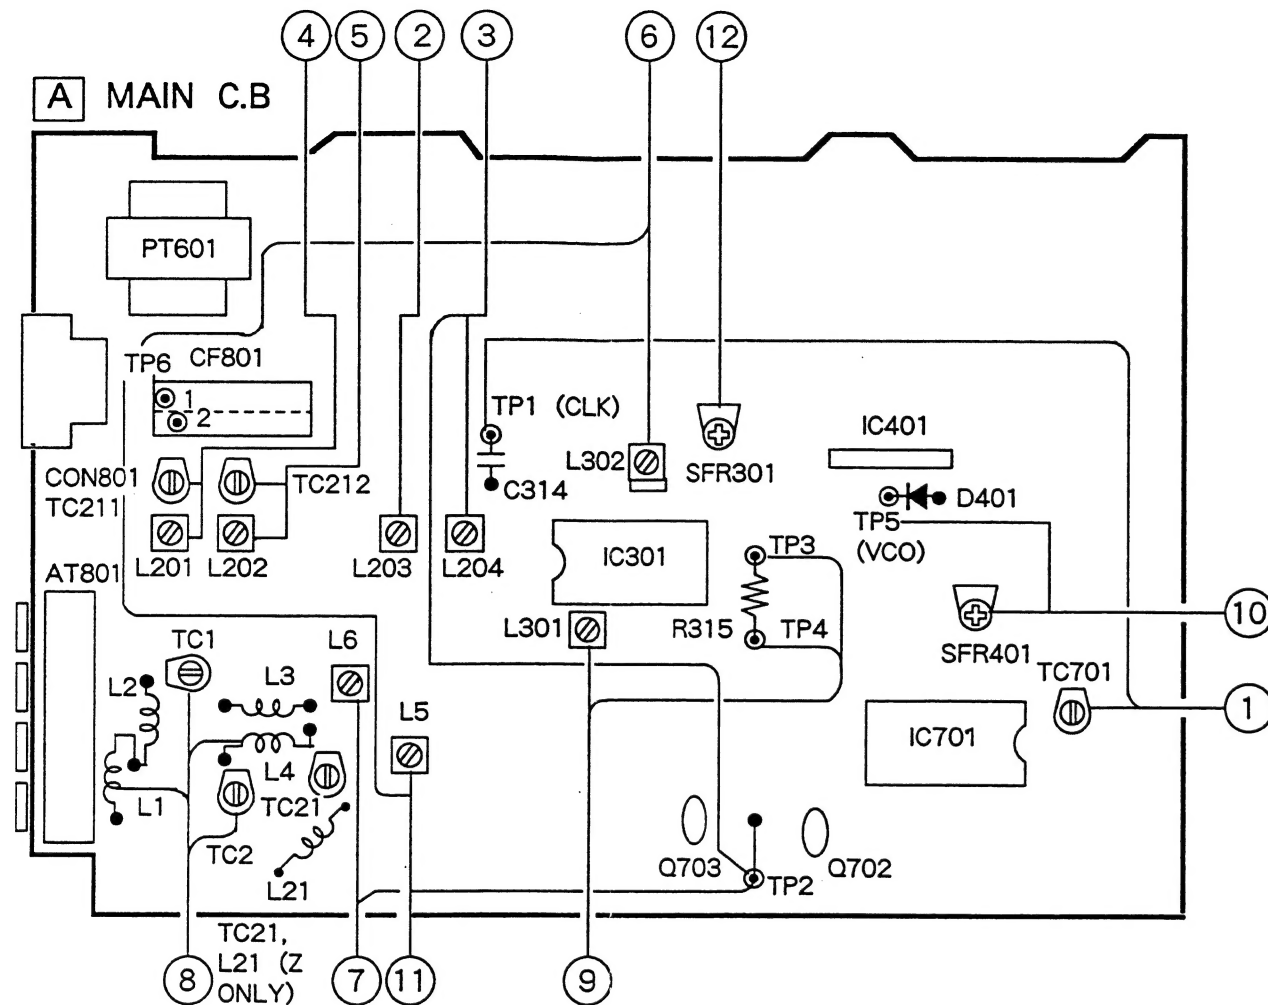 4 5 2 3 6 12
A MAIN C.B
PT601
TP6 CF801
1
2
TP1 (CLK)
IC401
L302 SFR301
CON801
TC211
TC212
C314
D401
TP5
(VCO)
L201 L202 L203 L204
IC301
TP3
AT801
L301 R315 TP4
10
SFR401
TC1 L6
TC701
L2 L3
L5
1
IC701
L4
L1 TC21
TC2
Q703 Q702
L21 TP2
TC21,
L21 (Z
ONLY)
8 7 11 9